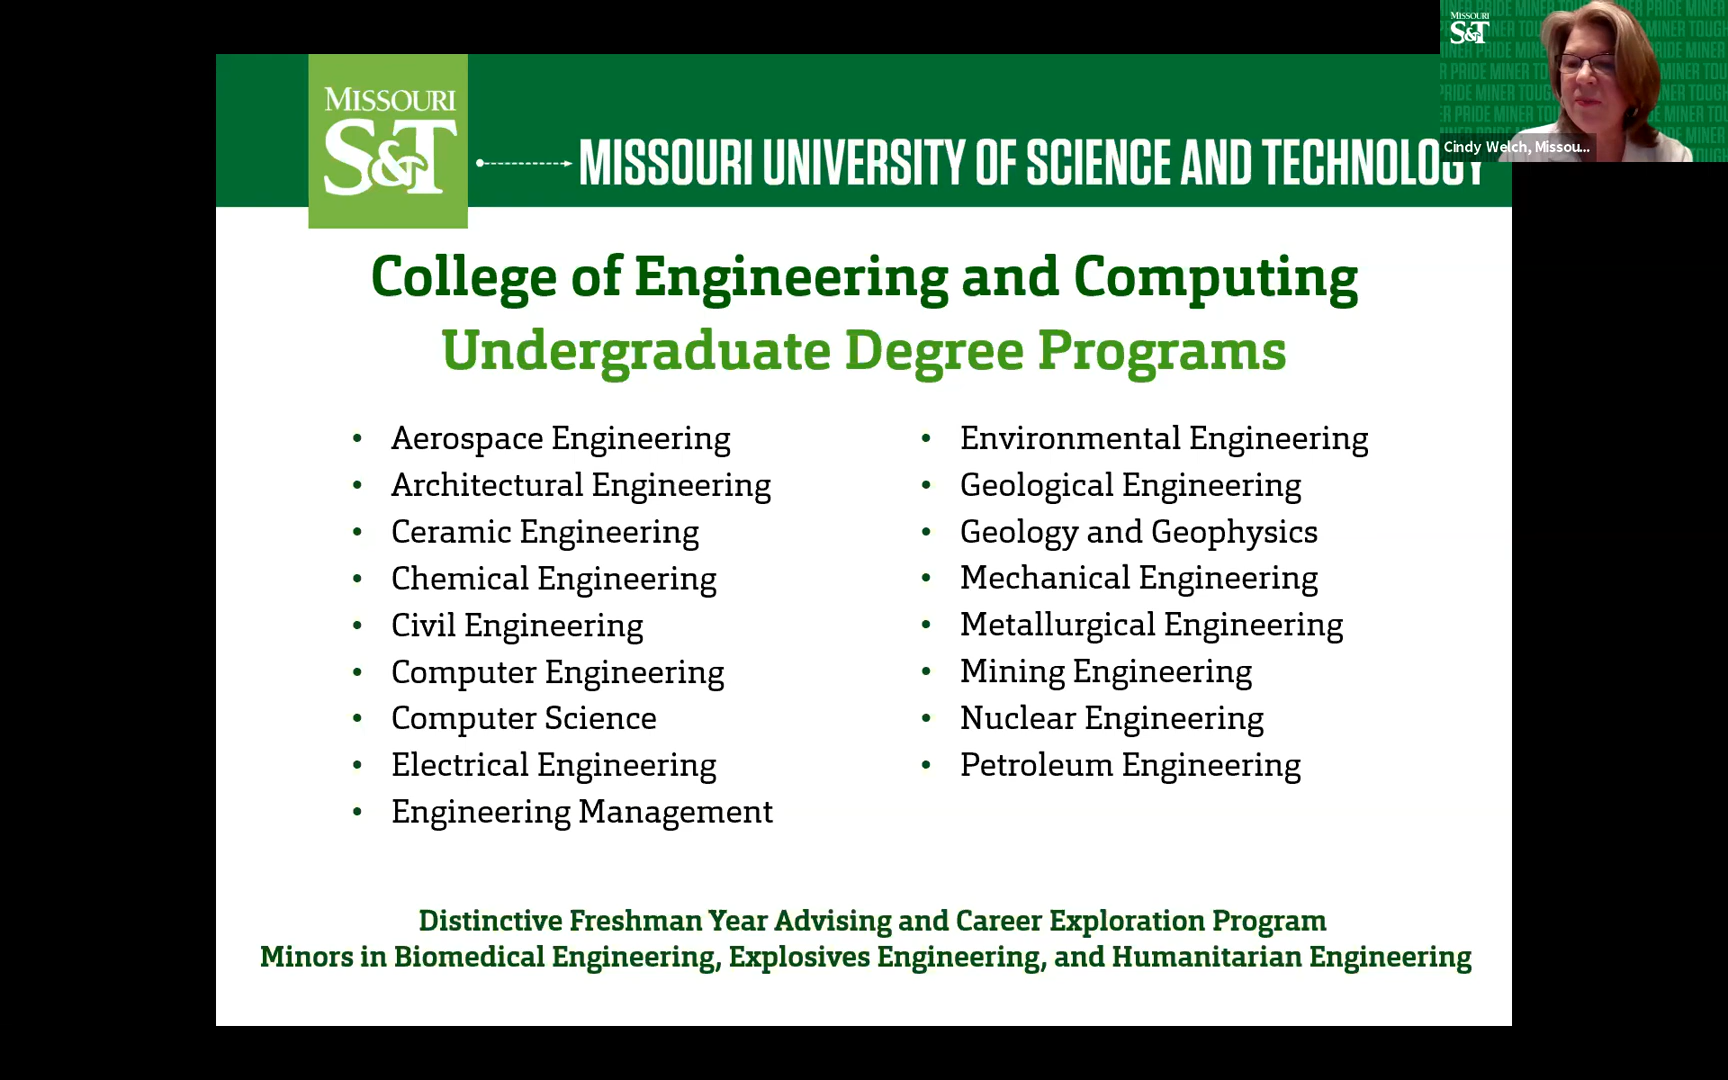 MISSOURI
S&T
MISSOURI UNIVERSITY OF SCIENCE AND TECHNOLOGY
MISSOURI
S&T
Cindy Welch, Missou...
College of Engineering and Computing
Undergraduate Degree Programs
• Aerospace Engineering
• Architectural Engineering
• Ceramic Engineering
• Chemical Engineering
• Civil Engineering
• Computer Engineering
• Computer Science
• Electrical Engineering
• Engineering Management
• Environmental Engineering
• Geological Engineering
• Geology and Geophysics
• Mechanical Engineering
• Metallurgical Engineering
• Mining Engineering
• Nuclear Engineering
• Petroleum Engineering
Distinctive Freshman Year Advising and Career Exploration Program
Minors in Biomedical Engineering, Explosives Engineering, and Humanitarian Engineering